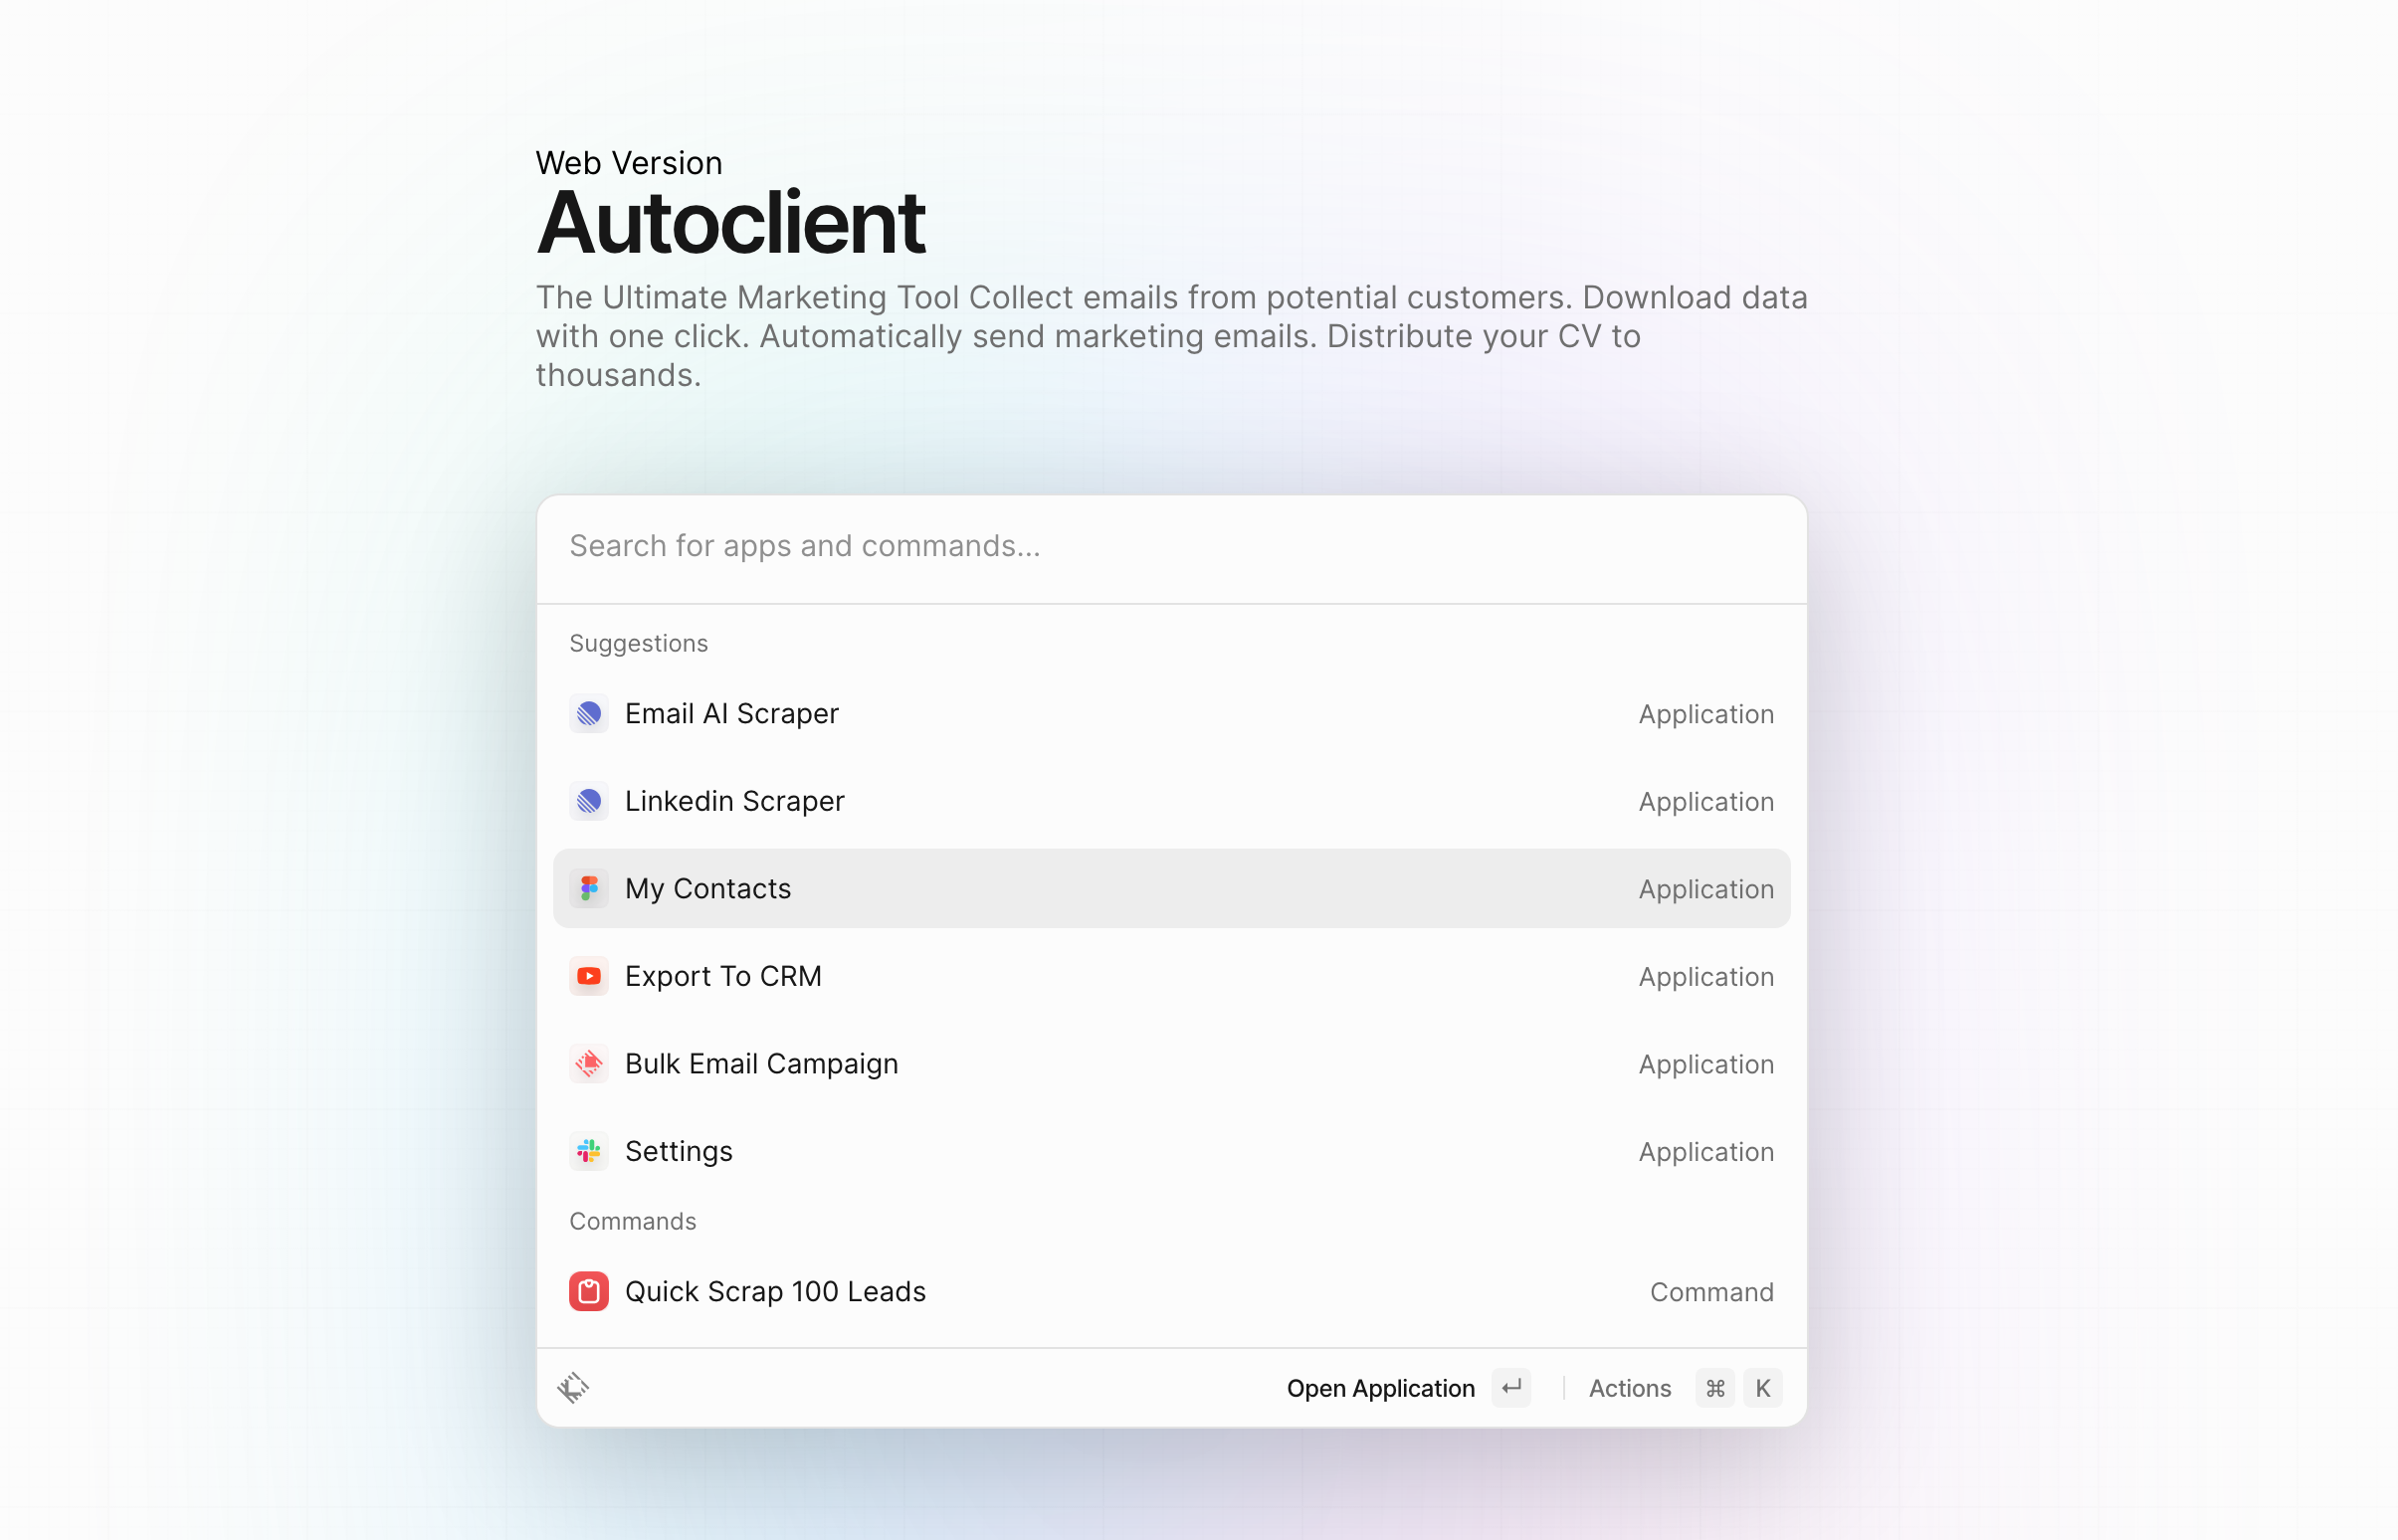 Web Version
Autoclient
The Ultimate Marketing Tool Collect emails from potential customers. Download data
with one click. Automatically send marketing emails. Distribute your CV to
thousands.
Search for apps and commands...
Suggestions
Email AI Scraper Application
Linkedin Scraper Application
My Contacts Application
Export To CRM Application
Bulk Email Campaign Application
Settings Application
Commands
Quick Scrap 100 Leads Command
Open Application ↵ Actions ⌘ K